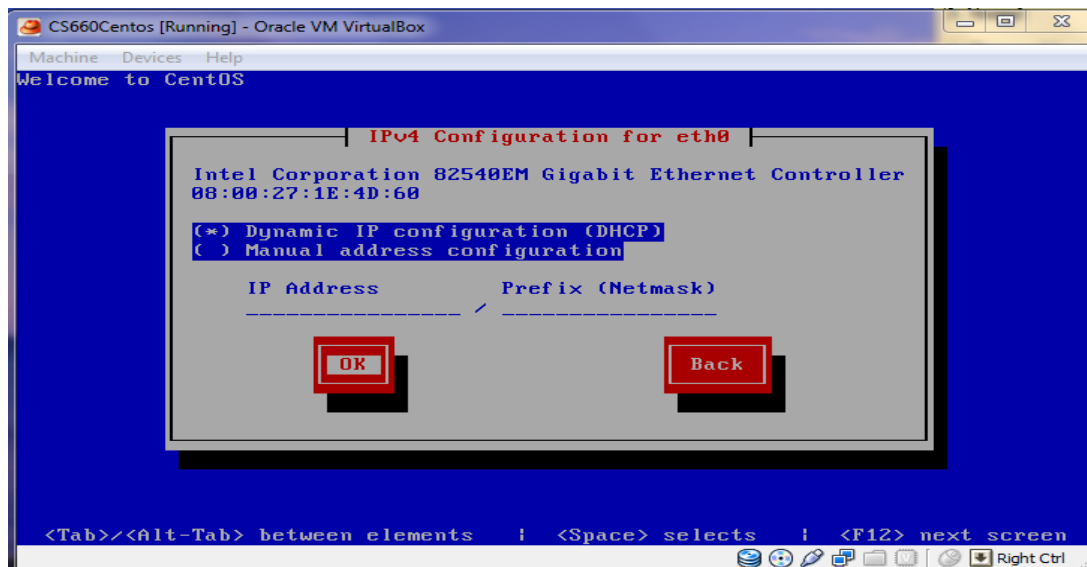 CS660Centos [Running] - Oracle VM VirtualBox
Machine Devices Help
Welcome to CentOS
IPv4 Configuration for eth0
Intel Corporation 82540EM Gigabit Ethernet Controller
08:00:27:1E:4D:60
(*) Dynamic IP configuration (DHCP)
( ) Manual address configuration
IP Address Prefix (Netmask)
________________ / ________________
OK Back
<Tab>/<Alt-Tab> between elements | <Space> selects | <F12> next screen
Right Ctrl